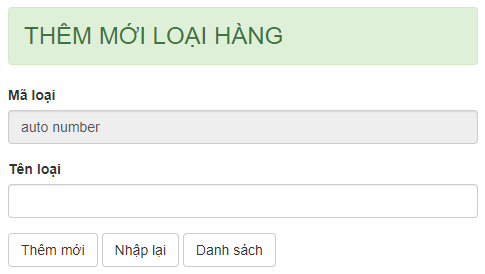 THÊM MỚI LOẠI HÀNG
Mã loại
auto number
Tên loại
Thêm mới Nhập lại Danh sách